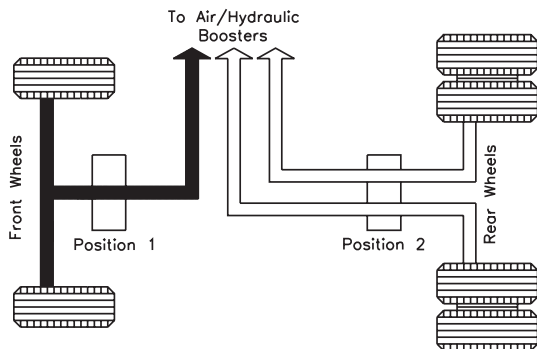 To Air/Hydraulic
Boosters
Front Wheels
Position 1
Position 2
Rear Wheels